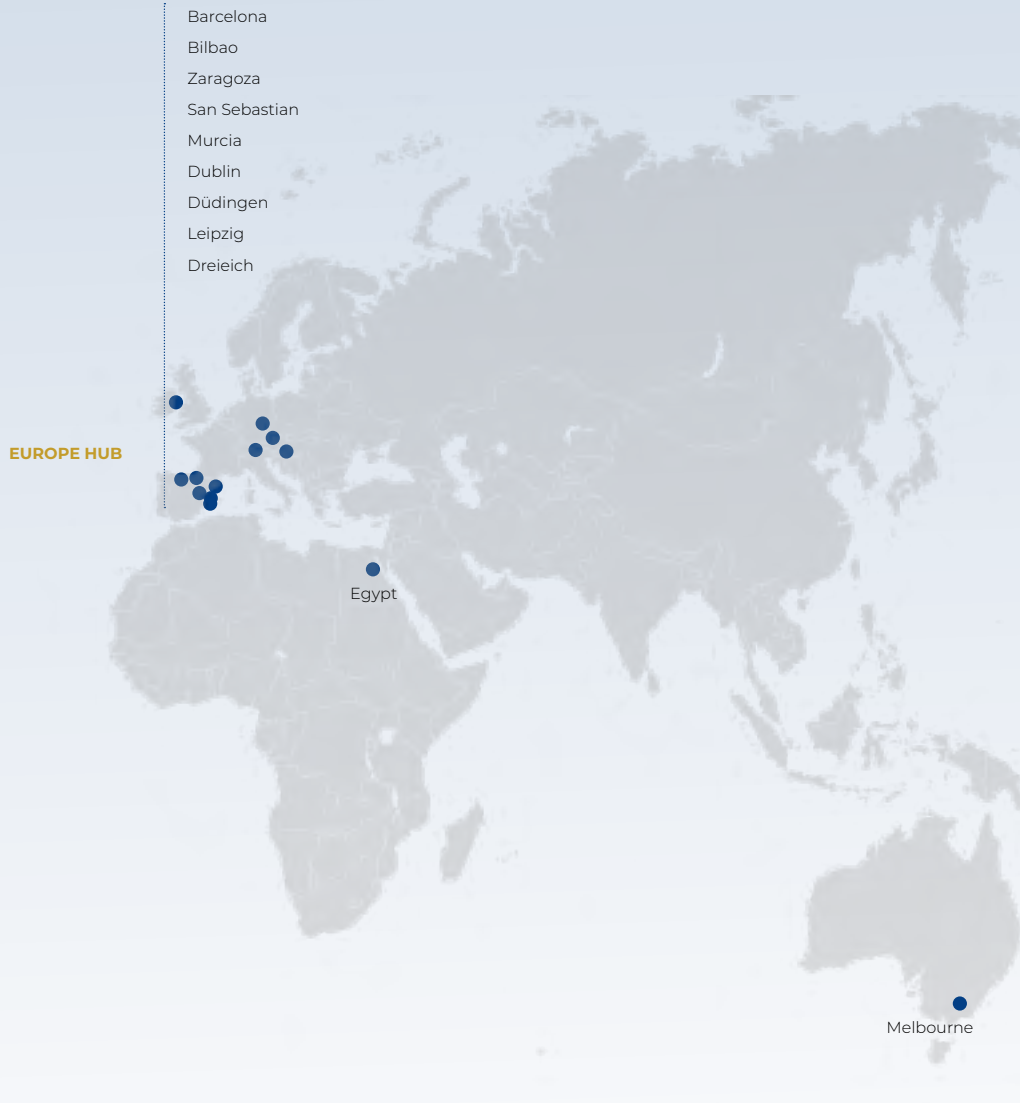 Barcelona
Bilbao
Zaragoza
San Sebastian
Murcia
Dublin
Düdingen
Leipzig
Dreieich
EUROPE HUB
Egypt
Melbourne